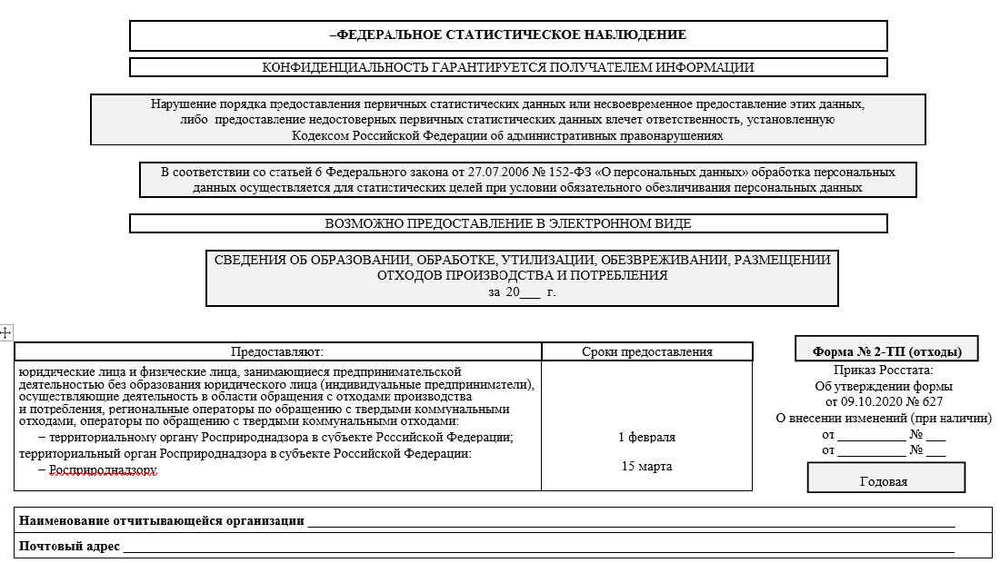 –ФЕДЕРАЛЬНОЕ СТАТИСТИЧЕСКОЕ НАБЛЮДЕНИЕ
КОНФИДЕНЦИАЛЬНОСТЬ ГАРАНТИРУЕТСЯ ПОЛУЧАТЕЛЕМ ИНФОРМАЦИИ
Нарушение порядка предоставления первичных статистических данных или несвоевременное предоставление этих данных,
либо предоставление недостоверных первичных статистических данных влечет ответственность, установленную
Кодексом Российской Федерации об административных правонарушениях
В соответствии со статьей 6 Федерального закона от 27.07.2006 № 152-ФЗ «О персональных данных» обработка персональных
данных осуществляется для статистических целей при условии обязательного обезличивания персональных данных
ВОЗМОЖНО ПРЕДОСТАВЛЕНИЕ В ЭЛЕКТРОННОМ ВИДЕ
СВЕДЕНИЯ ОБ ОБРАЗОВАНИИ, ОБРАБОТКЕ, УТИЛИЗАЦИИ, ОБЕЗВРЕЖИВАНИИ, РАЗМЕЩЕНИИ
ОТХОДОВ ПРОИЗВОДСТВА И ПОТРЕБЛЕНИЯ
за 20___ г.
Предоставляют:
Сроки предоставления
юридические лица и физические лица, занимающиеся предпринимательской
деятельностью без образования юридического лица (индивидуальные предприниматели),
осуществляющие деятельность в области обращения с отходами производства
и потребления, региональные операторы по обращению с твердыми коммунальными
отходами, операторы по обращению с твердыми коммунальными отходами:
– территориальному органу Росприроднадзора в субъекте Российской Федерации;
1 февраля
территориальный орган Росприроднадзора в субъекте Российской Федерации:
– Росприроднадзору
15 марта
Форма № 2-ТП (отходы)
Приказ Росстата:
Об утверждении формы
от 09.10.2020 № 627
О внесении изменений (при наличии)
от __________ № ___
от __________ № ___
Годовая
Наименование отчитывающейся организации ___
Почтовый адрес ___